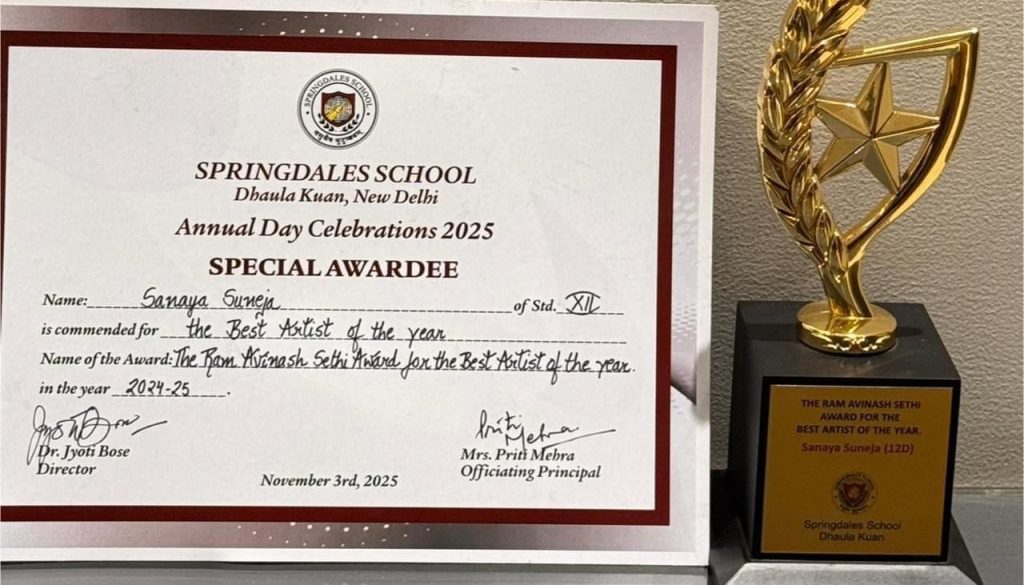 SPRINGDALES SCHOOL
SPRINGDALES SCHOOL
Dhaula Kuan, New Delhi
Annual Day Celebrations 2025
SPECIAL AWARDEE
Name: Sanaya Suneja of Std. XII
is commended for the Best Artist of the year
Name of the Award: The Ram Avinash Sethi Award for the Best Artist of the year.
in the year 2024-25.
Dr. Jyoti Bose
Director
Priti Mehra
Mrs. Priti Mehra
Officiating Principal
November 3rd, 2025
THE RAM AVINASH SETHI
AWARD FOR THE
BEST ARTIST OF THE YEAR.
Sanaya Suneja (12D)
Springdales School
Dhaula Kuan